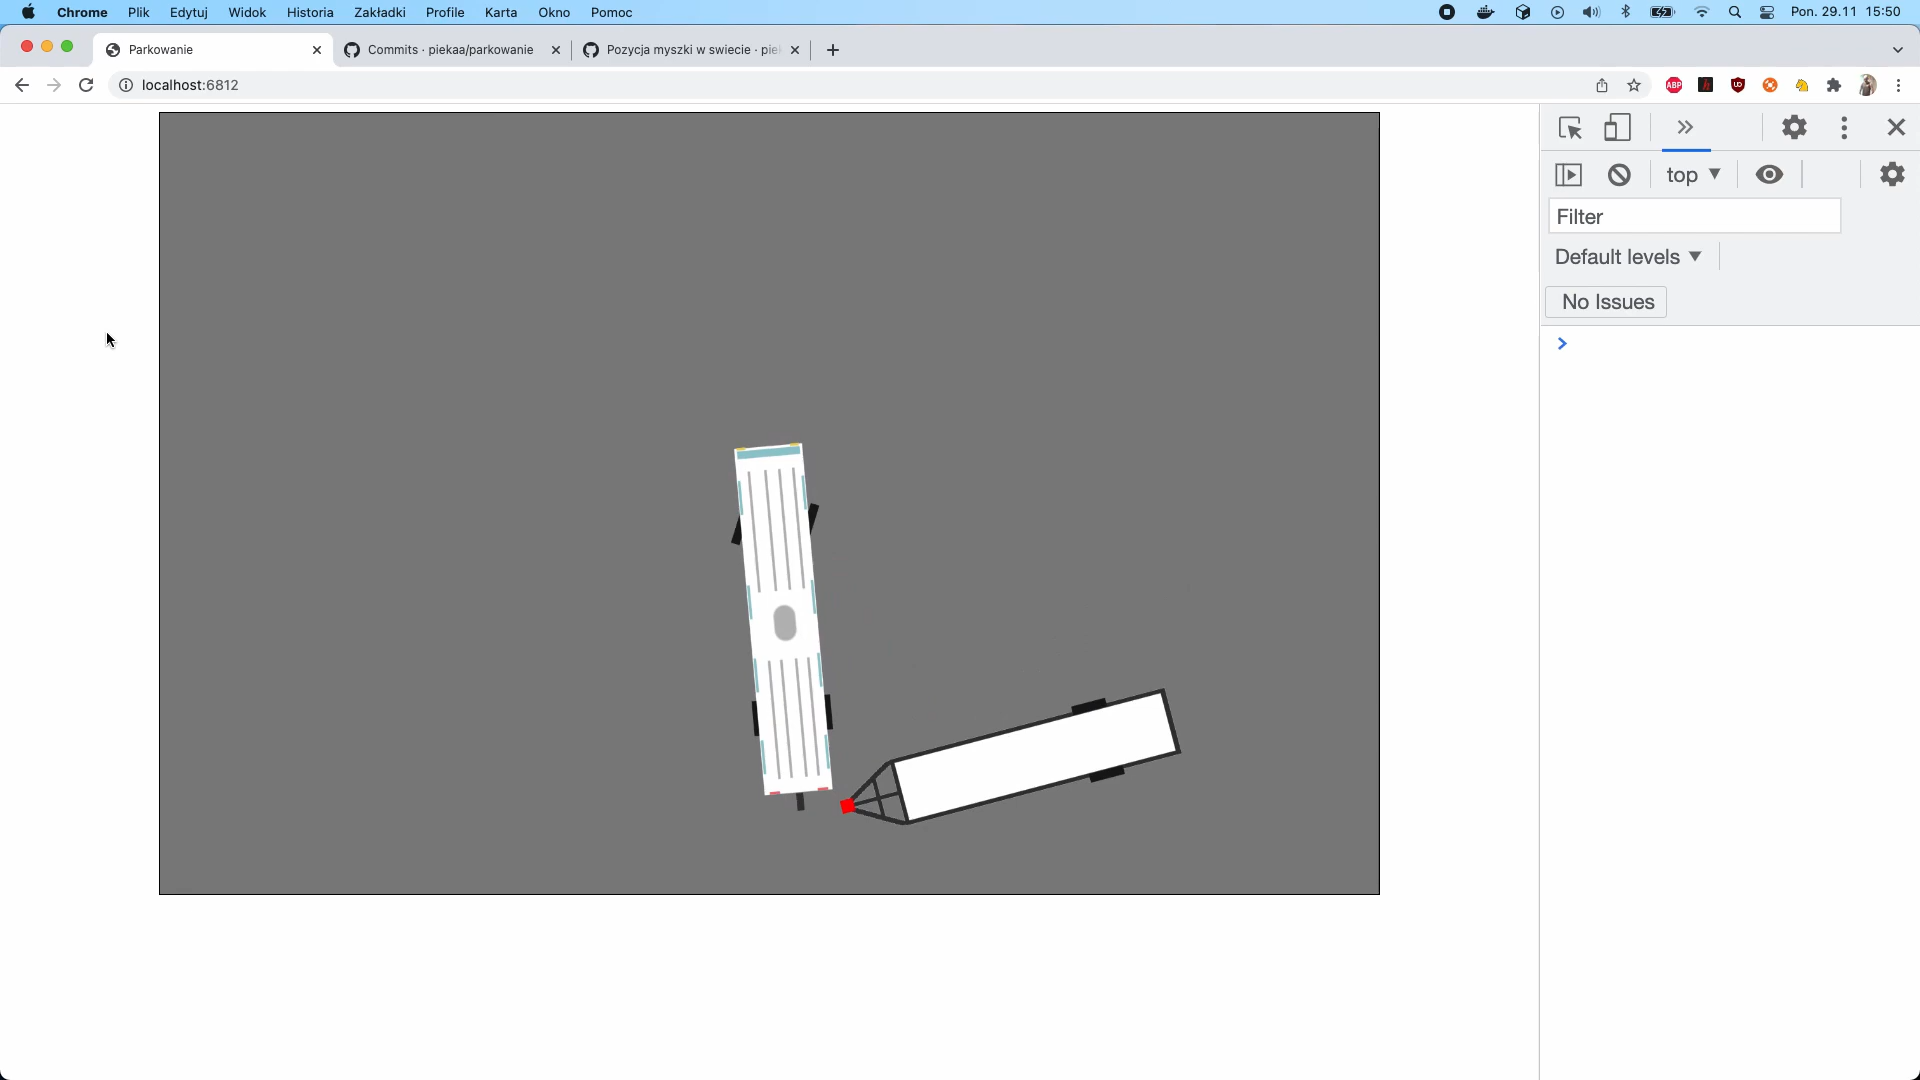 Chrome Plik Edytuj Widok Historia Zakładki Profile Karta Okno Pomoc Pon. 29.11 15:50
Parkowanie Commits · piekaa/parkowanie Pozycja myszki w swiecie · pie
localhost:6812 ABP
top
Filter
Default levels
No Issues